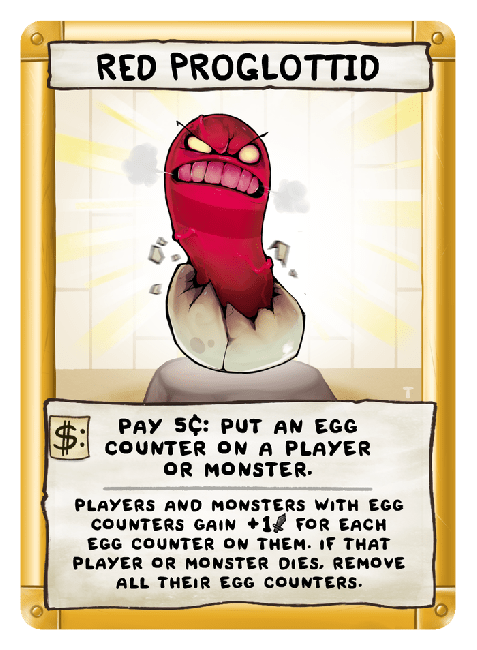 RED PROGLOTTID
$: PAY 5¢: PUT AN EGG
COUNTER ON A PLAYER
OR MONSTER.
PLAYERS AND MONSTERS WITH EGG
COUNTERS GAIN +1 FOR EACH
EGG COUNTER ON THEM. IF THAT
PLAYER OR MONSTER DIES, REMOVE
ALL THEIR EGG COUNTERS.
T